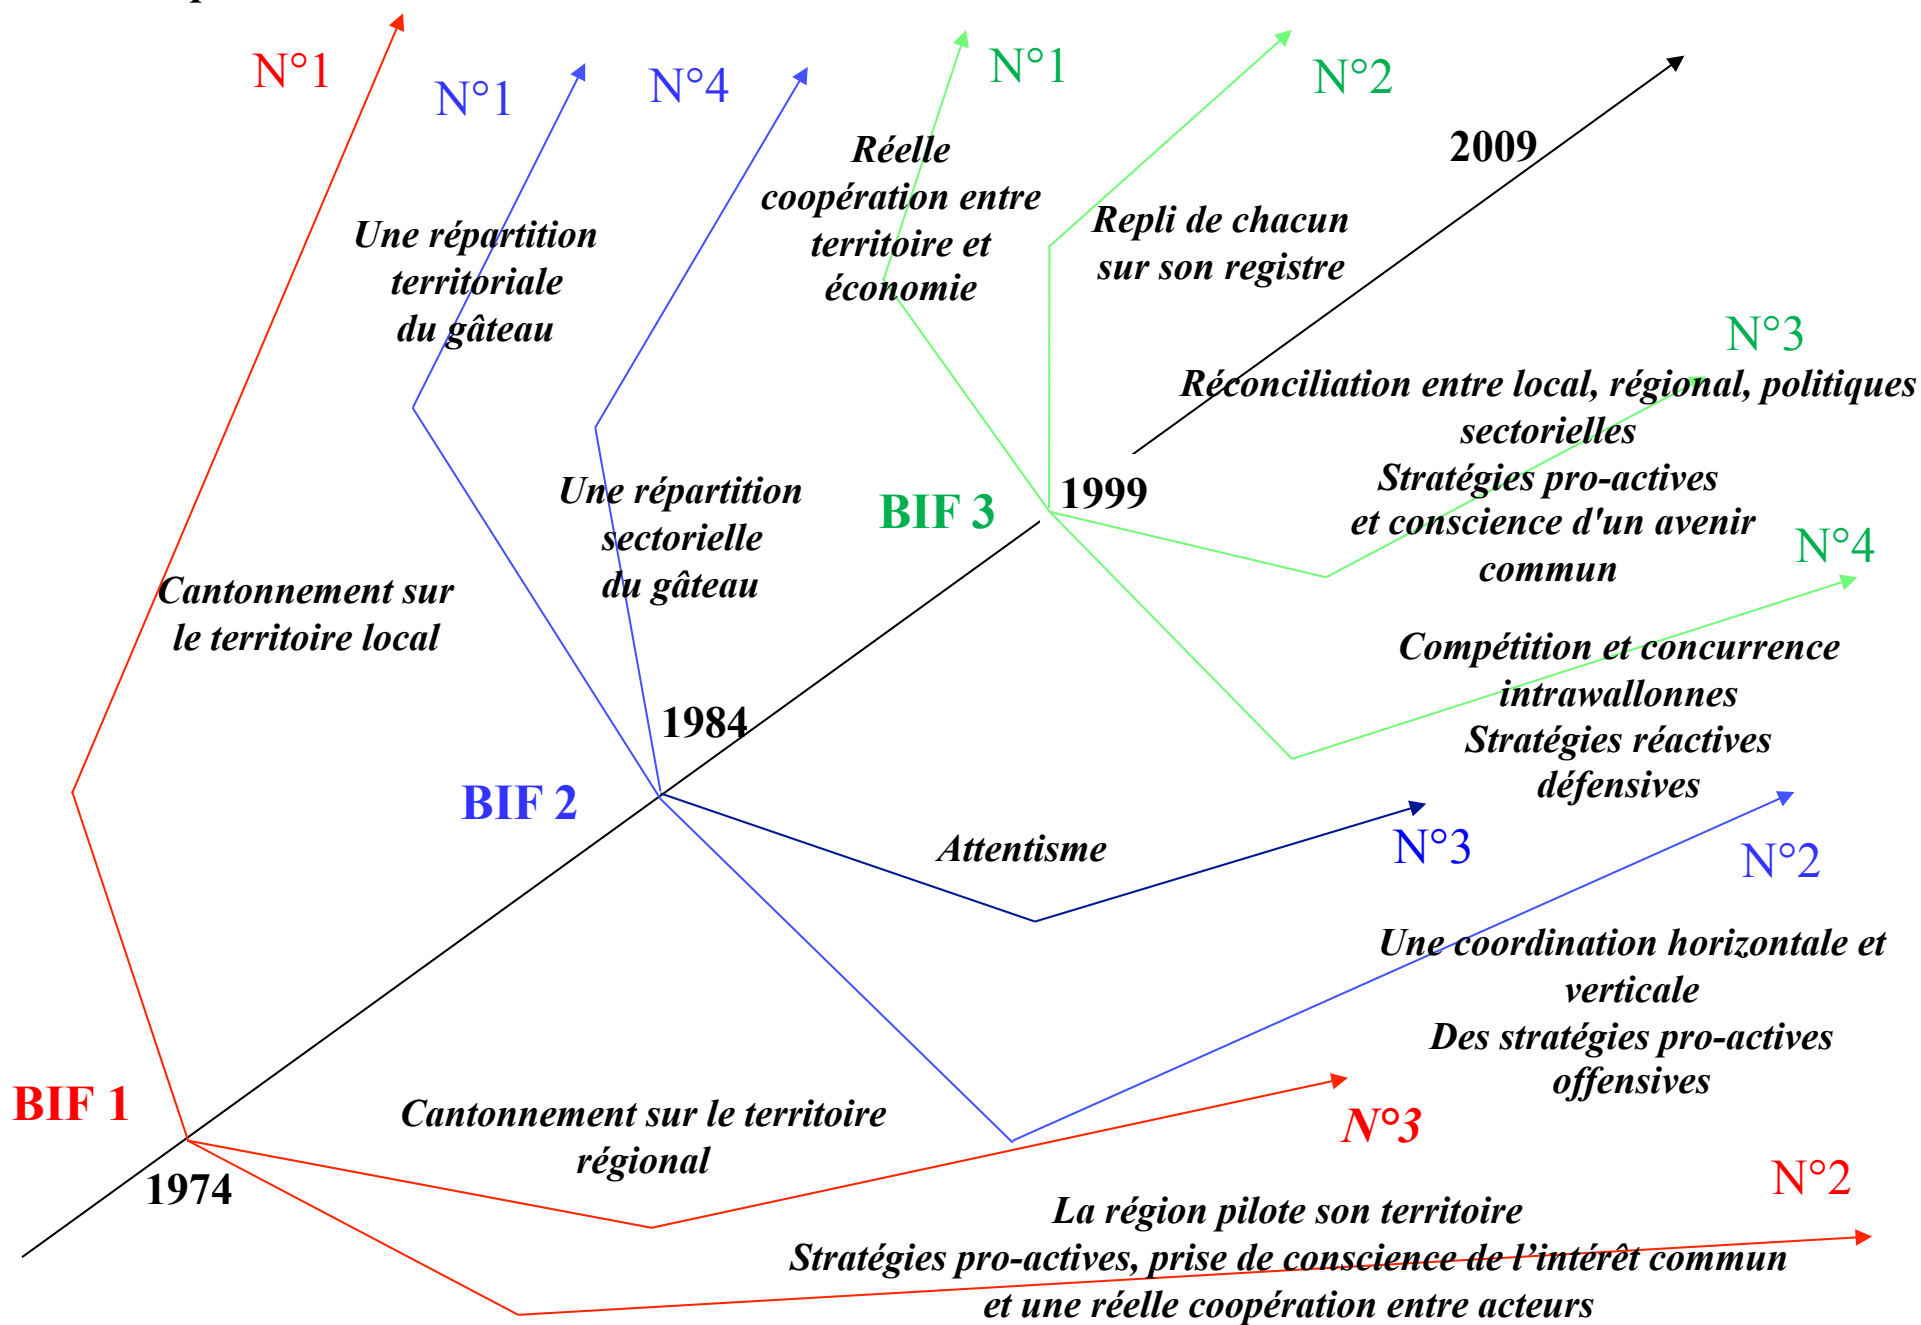 N°1
N°1
N°4
N°1
N°2
2009
Réelle
coopération entre
territoire et
économie
Repli de chacun
sur son registre
Une répartition
territoriale
du gâteau
N°3
Réconciliation entre local, régional, politiques
sectorielles
Stratégies pro-actives
et conscience d'un avenir
commun
Une répartition
sectorielle
du gâteau
BIF 3
1999
N°4
Cantonnement sur
le territoire local
Compétition et concurrence
intrawallonnes
Stratégies réactives
défensives
1984
BIF 2
Attentisme
N°3
N°2
Une coordination horizontale et
verticale
Des stratégies pro-actives
offensives
BIF 1
1974
Cantonnement sur le territoire
régional
N°3
N°2
La région pilote son territoire
Stratégies pro-actives, prise de conscience de l’intérêt commun
et une réelle coopération entre acteurs